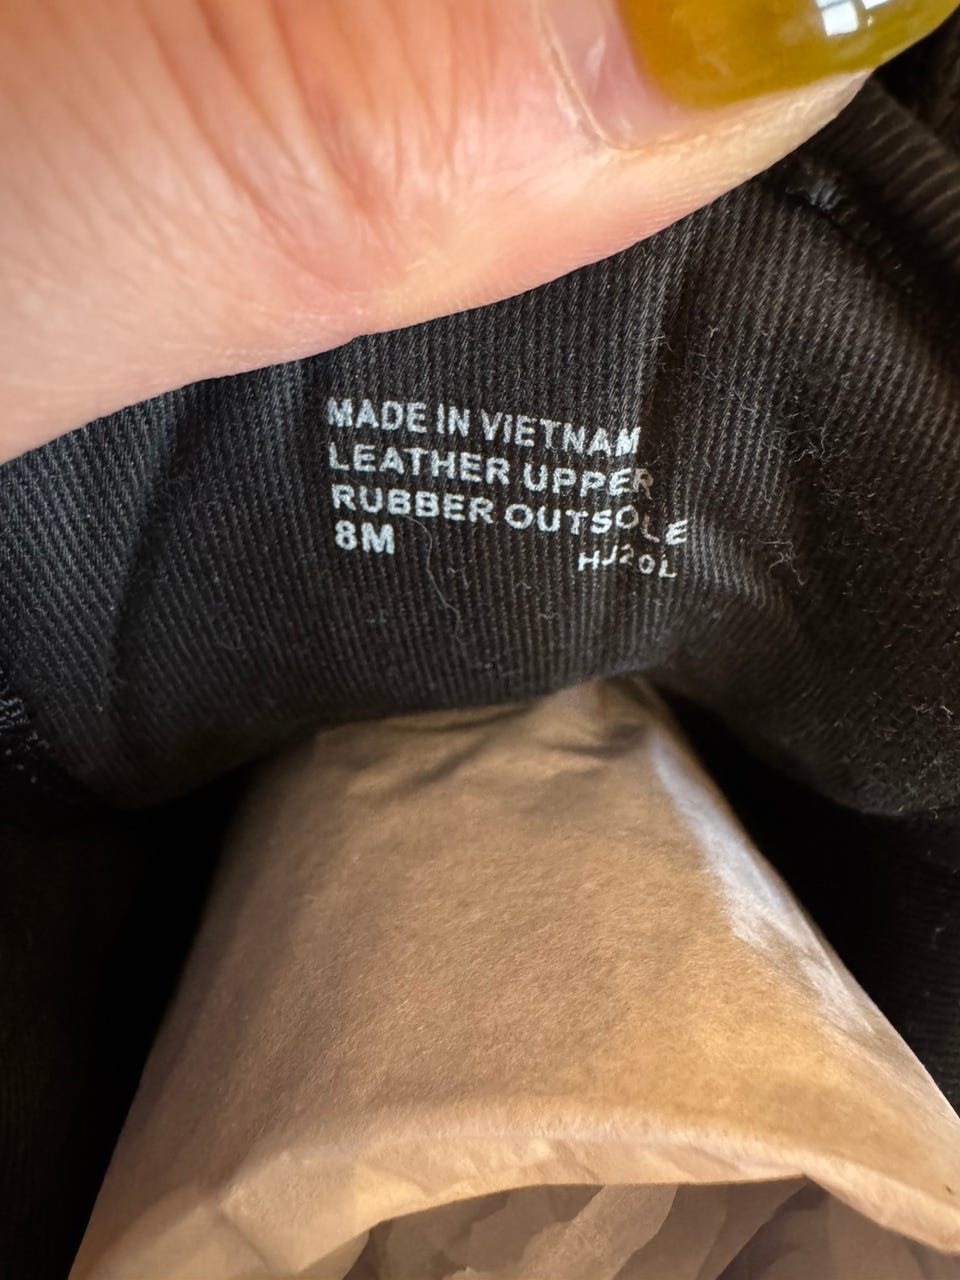 MADE IN VIETNAM
LEATHER UPPER
RUBBER OUTSOLE
8M
HJ20L